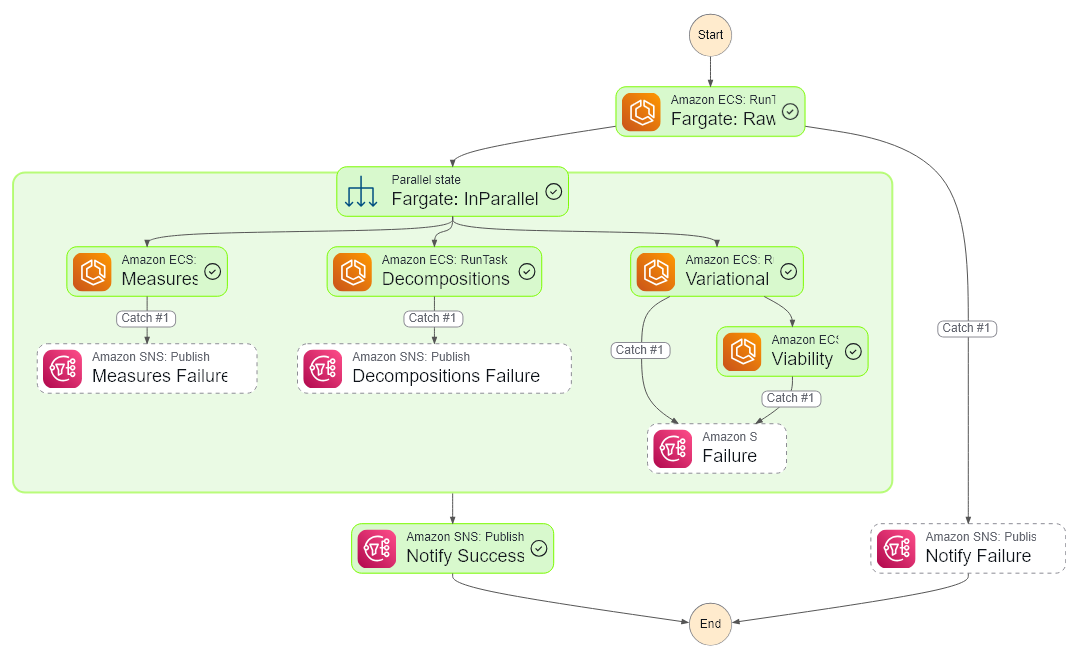 Start
Amazon ECS: RunT
Fargate: Raw
Parallel state
Fargate: InParallel
Amazon ECS:
Measures
Catch #1
Amazon SNS: Publish
Measures Failure
Amazon ECS: RunTask
Decompositions
Catch #1
Amazon SNS: Publish
Decompositions Failure
Amazon ECS: R
Variational
Catch #1
Amazon ECS
Viability
Catch #1
Amazon S
Failure
Catch #1
Amazon SNS: Publish
Notify Success
Amazon SNS: Publis
Notify Failure
End